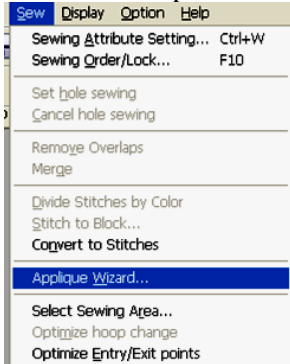 Sew Display Option Help
Sewing Attribute Setting... Ctrl+W
Sewing Order/Lock... F10
Set hole sewing
Cancel hole sewing
Remove Overlaps
Merge
Divide Stitches by Color
Stitch to Block...
Convert to Stitches
Applique Wizard...
Select Sewing Area...
Optimize hoop change
Optimize Entry/Exit points